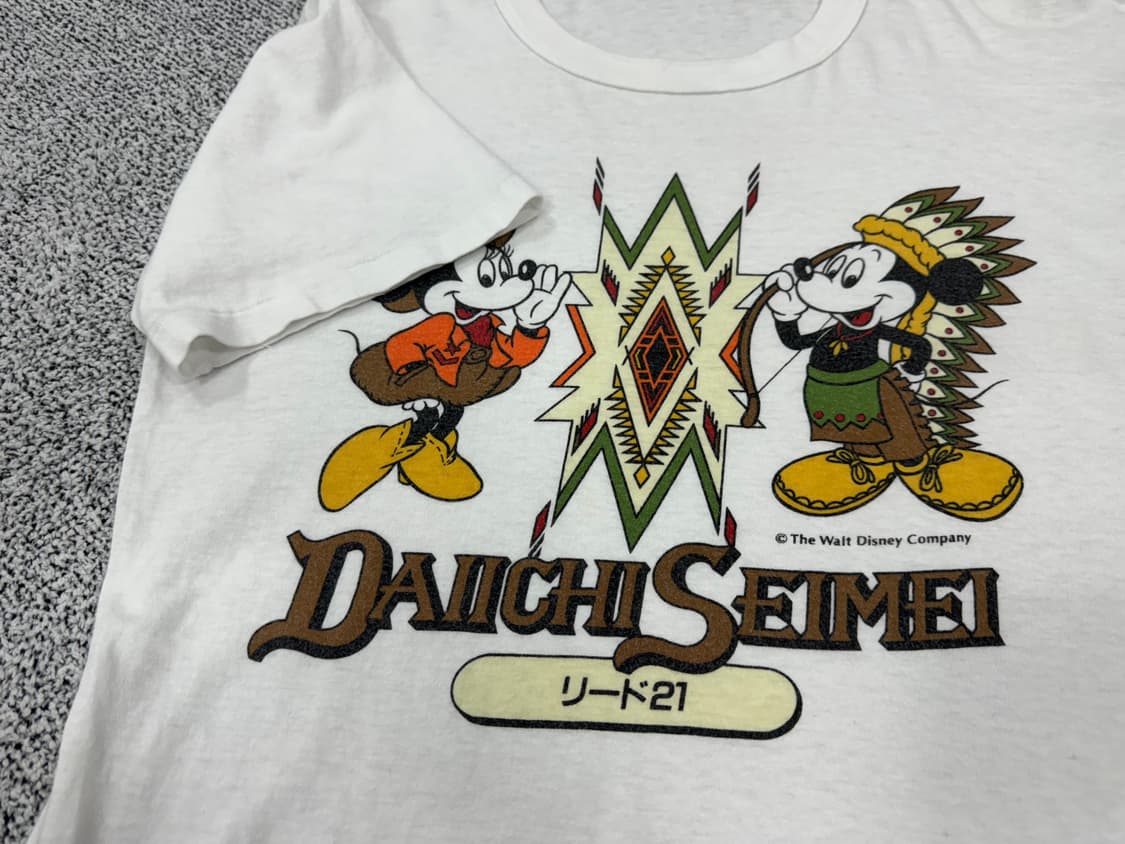 © The Walt Disney Company
DAIICHI SEIMEI
リード21